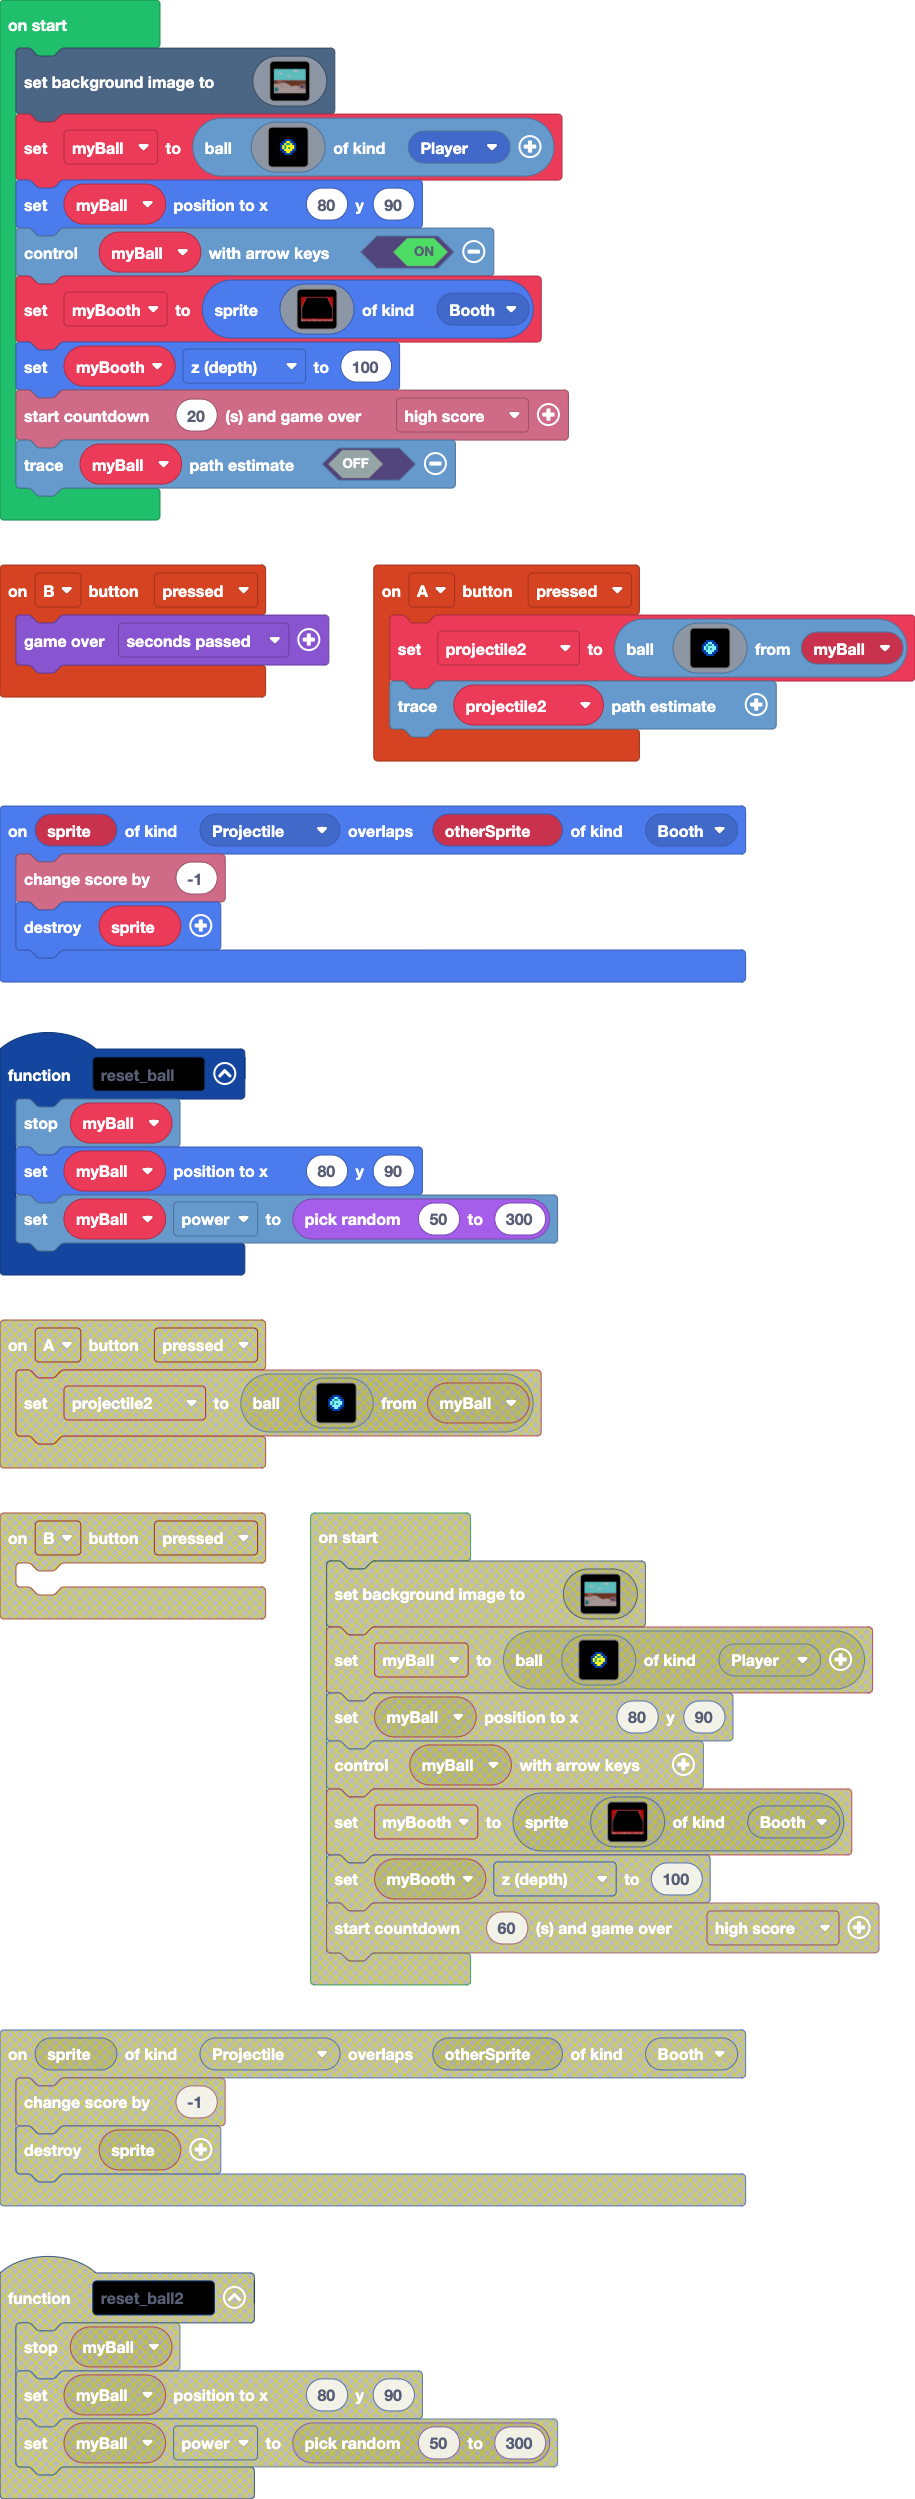 on start
set background image to
set myBall to ball of kind Player
set myBall position to x 80 y 90
control myBall with arrow keys ON
set myBooth to sprite of kind Booth
set myBooth z (depth) to 100
start countdown 20 (s) and game over high score
trace myBall path estimate OFF
on B button pressed
game over seconds passed
on A button pressed
set projectile2 to ball from myBall
trace projectile2 path estimate
on sprite of kind Projectile overlaps otherSprite of kind Booth
change score by -1
destroy sprite
function reset_ball
stop myBall
set myBall position to x 80 y 90
set myBall power to pick random 50 to 300
on A button pressed
set projectile2 to ball from myBall
on B button pressed
on start
set background image to
set myBall to ball of kind Player
set myBall position to x 80 y 90
control myBall with arrow keys
set myBooth to sprite of kind Booth
set myBooth z (depth) to 100
start countdown 60 (s) and game over high score
on sprite of kind Projectile overlaps otherSprite of kind Booth
change score by -1
destroy sprite
function reset_ball2
stop myBall
set myBall position to x 80 y 90
set myBall power to pick random 50 to 300